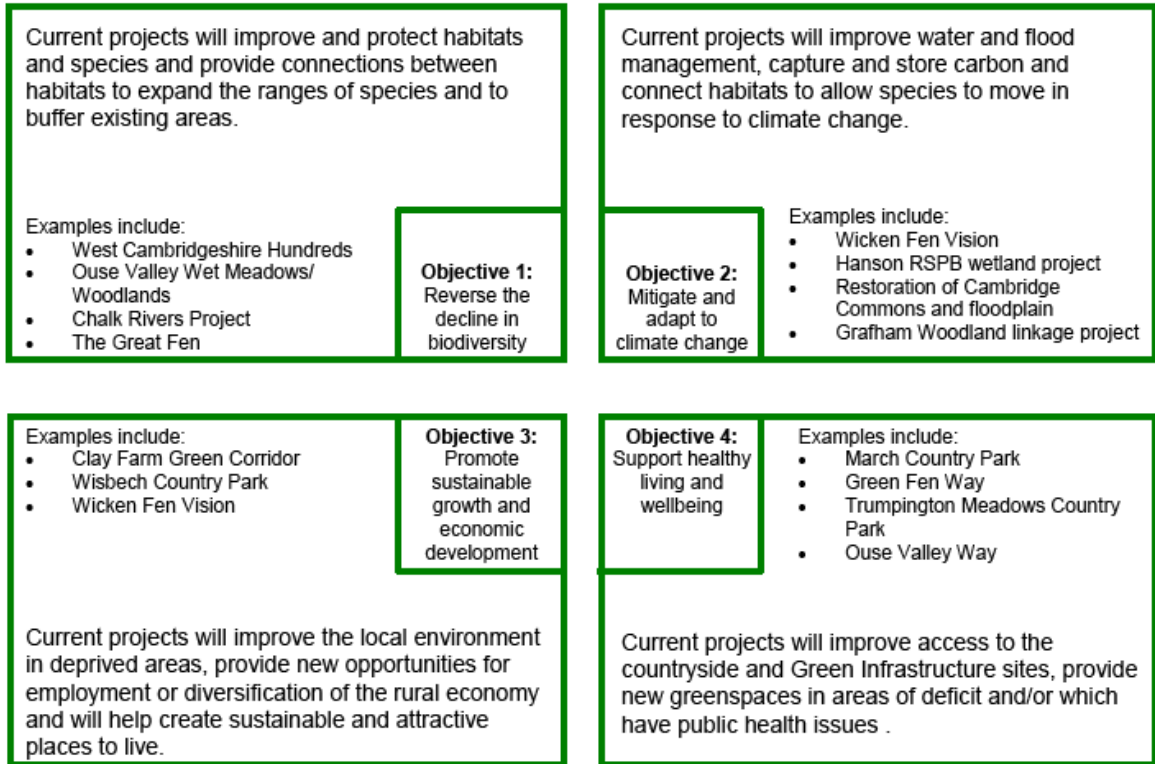 Current projects will improve and protect habitats
and species and provide connections between
habitats to expand the ranges of species and to
buffer existing areas.
Examples include:
• West Cambridgeshire Hundreds
• Ouse Valley Wet Meadows/
Woodlands
• Chalk Rivers Project
• The Great Fen
Objective 1:
Reverse the
decline in
biodiversity
Current projects will improve water and flood
management, capture and store carbon and
connect habitats to allow species to move in
response to climate change.
Objective 2:
Mitigate and
adapt to
climate change
Examples include:
• Wicken Fen Vision
• Hanson RSPB wetland project
• Restoration of Cambridge
Commons and floodplain
• Grafham Woodland linkage project
Examples include:
• Clay Farm Green Corridor
• Wisbech Country Park
• Wicken Fen Vision
Objective 3:
Promote
sustainable
growth and
economic
development
Current projects will improve the local environment
in deprived areas, provide new opportunities for
employment or diversification of the rural economy
and will help create sustainable and attractive
places to live.
Objective 4:
Support healthy
living and
wellbeing
Examples include:
• March Country Park
• Green Fen Way
• Trumpington Meadows Country
Park
• Ouse Valley Way
Current projects will improve access to the
countryside and Green Infrastructure sites, provide
new greenspaces in areas of deficit and/or which
have public health issues .